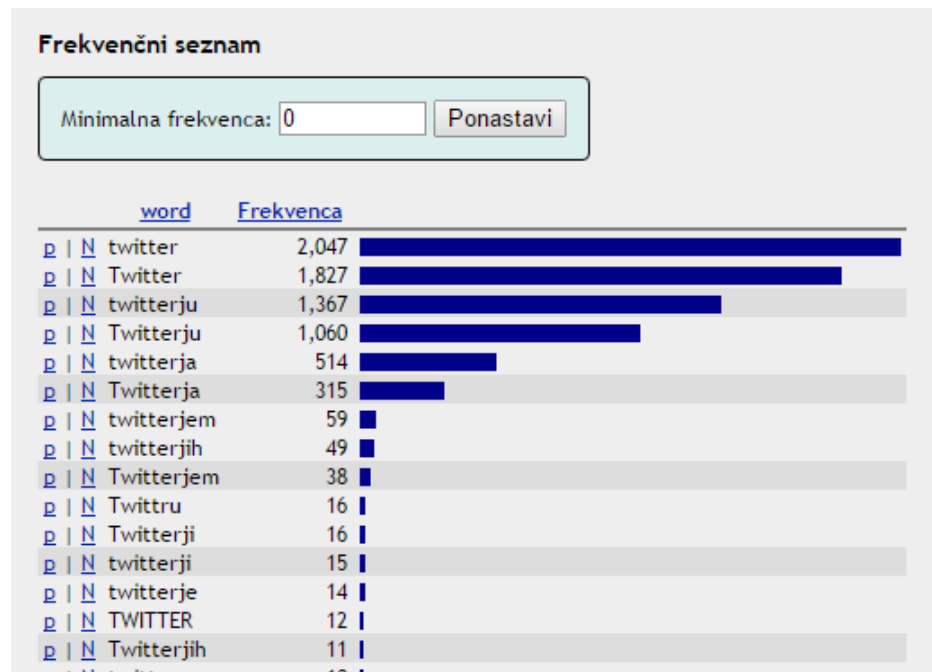 Frekvenčni seznam
Minimalna frekvenca: 0 Ponastavi
word Frekvenca
p | N twitter 2,047
p | N Twitter 1,827
p | N twitterju 1,367
p | N Twitterju 1,060
p | N twitterja 514
p | N Twitterja 315
p | N twitterjem 59
p | N twitterjih 49
p | N Twitterjem 38
p | N Twittru 16
p | N Twitterji 16
p | N twitterji 15
p | N twitterje 14
p | N TWITTER 12
p | N Twitterjih 11